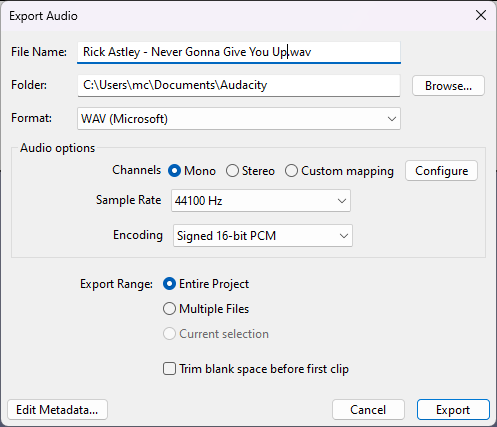 Export Audio
File Name: Rick Astley - Never Gonna Give You Up.wav
Folder: C:\Users\mc\Documents\Audacity Browse...
Format: WAV (Microsoft)
Audio options
Channels Mono Stereo Custom mapping Configure
Sample Rate 44100 Hz
Encoding Signed 16-bit PCM
Export Range: Entire Project
Multiple Files
Current selection
Trim blank space before first clip
Edit Metadata... Cancel Export